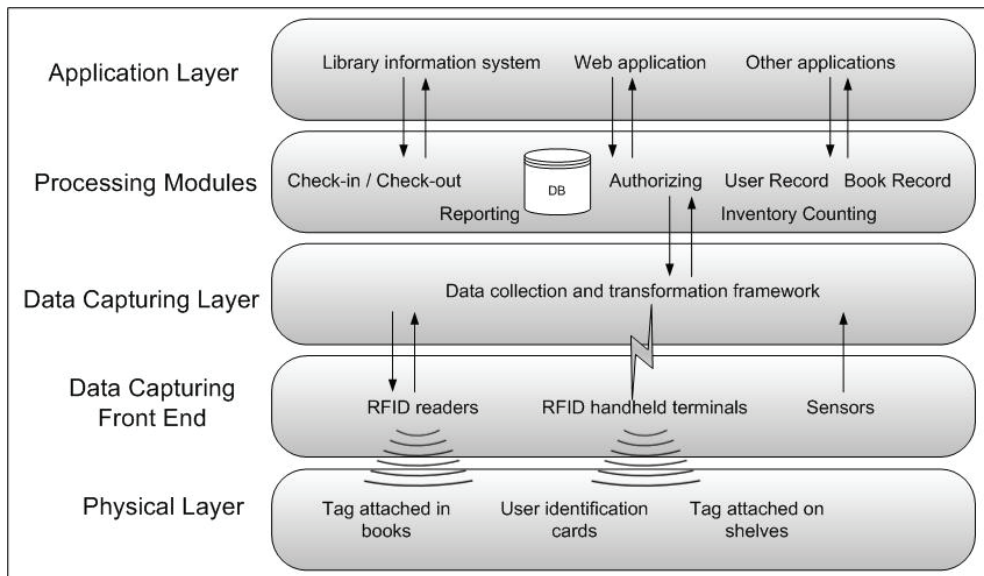 Application Layer
Library information system
Web application
Other applications
Processing Modules
Check-in / Check-out
DB
Authorizing
User Record
Book Record
Reporting
Inventory Counting
Data Capturing Layer
Data collection and transformation framework
Data Capturing
Front End
RFID readers
RFID handheld terminals
Sensors
Physical Layer
Tag attached in
books
User identification
cards
Tag attached on
shelves